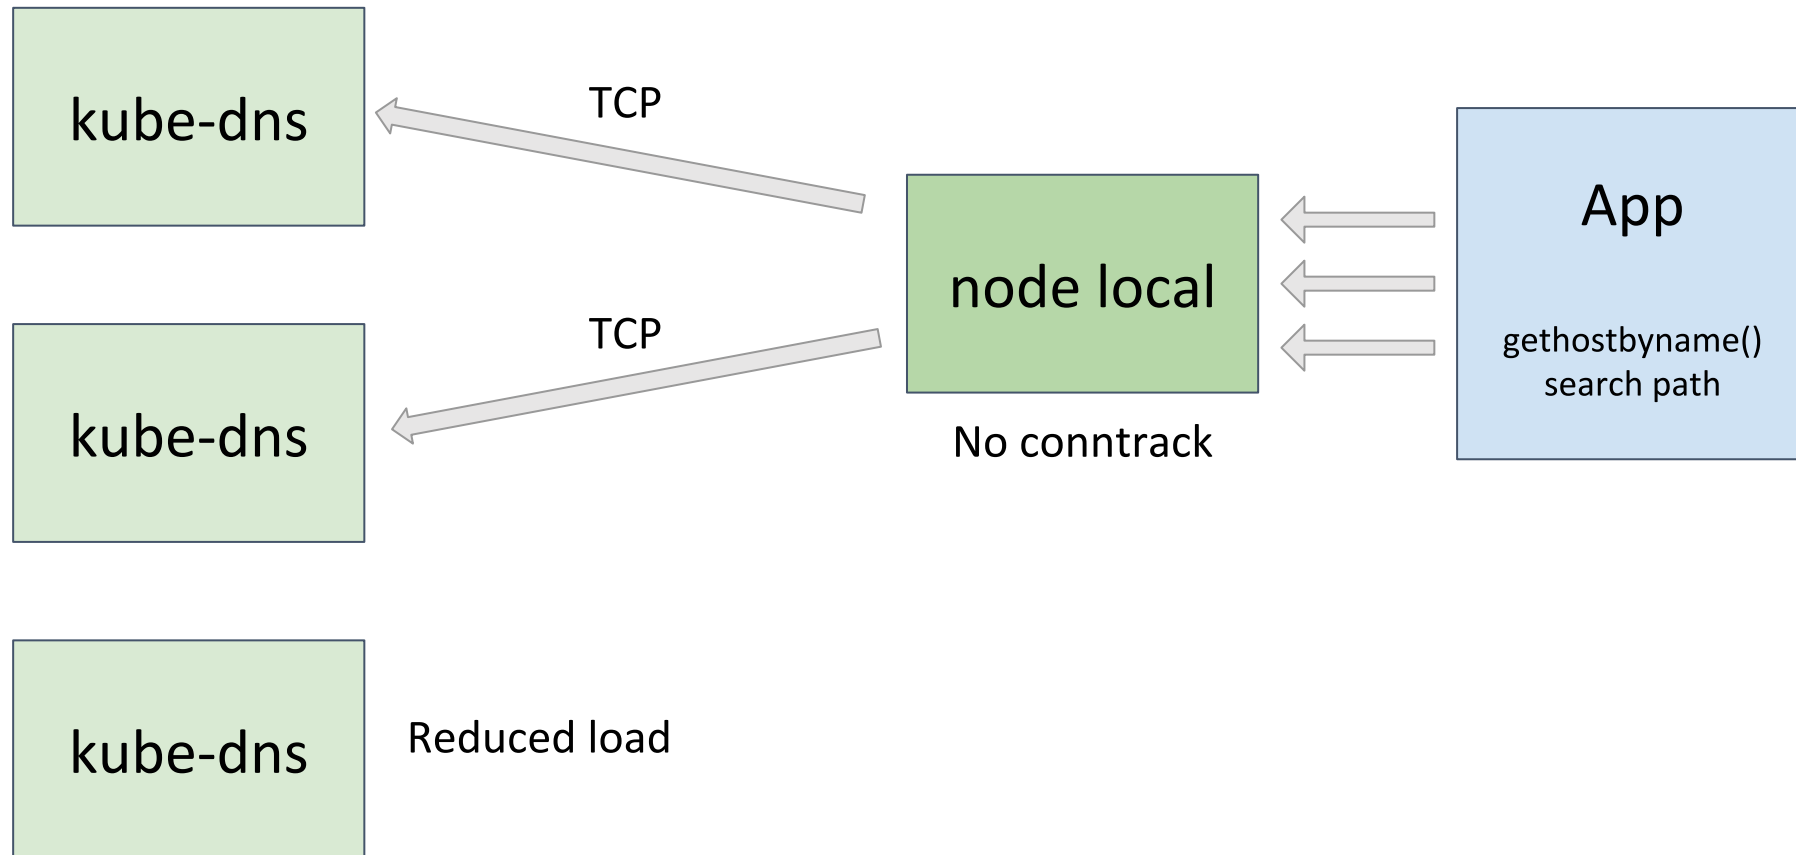 kube-dns
TCP
kube-dns
TCP
kube-dns
Reduced load
node local
No conntrack
App
gethostbyname()
search path